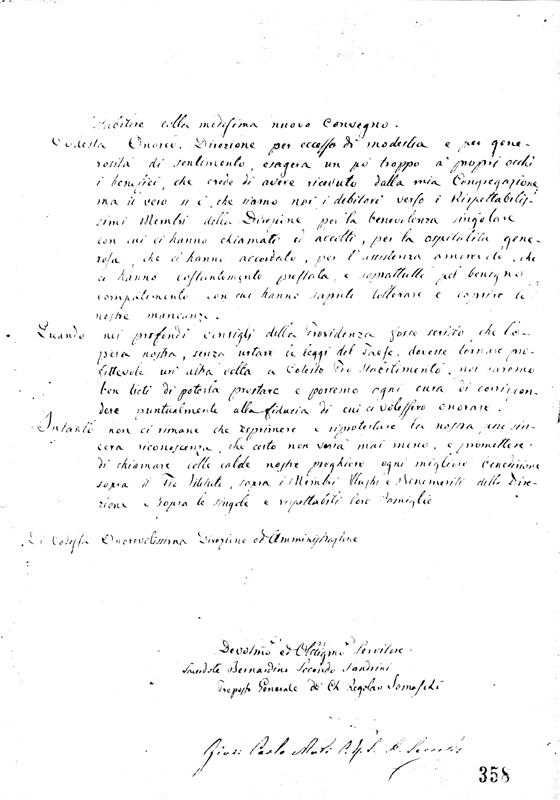 stabilire colla medesima nuovo Convegno.
Codesta Onorev. Direzione per eccesso di modestia e per gene-
rosità di sentimento, esagera un pò troppo a' propri occhi
i benefici, che crede di avere ricevuto dalla mia Congregazione
ma il vero si è, che siamo noi i debitori verso i Rispettabilis-
simi Membri della Direzione per la benevolenza singolare
con cui ci hanno chiamati ed accolti, per la ospitalità gene-
rosa, che ci hanno accordato, per l'assistenza amorevole, che
ci hanno costantemente prestata, e soprattutto pel benigno
compatimento con cui hanno saputo tollerare e coprire le
nostre mancanze.
Quando nei profondi consigli della Provvidenza fosse scritto, che l'o-
pera nostra, senza urtare le leggi del Paese, dovesse tornare pro-
fittevole un' altra volta a Codesto Pio Stabilimento, noi saremo
ben lieti di poterla prestare e porremo ogni cura di corrispon-
dere puntualmente alla fiducia di cui ci volessero onorare.
Intanto non ci rimane che esprimere e riprotestare la nostra più sin-
cera riconoscenza, che certo non verrà mai meno, e promettere
di chiamare colle calde nostre preghiere ogni migliore benedizione
sopra il Pio Istituto, sopra i Membri e Benemeriti della Dire-
zione e sopra le singole e rispettabili loro Famiglie
Di Codesta Onorevolissima Direzione ed Amministrazione
Devotmo ed Obbligmo Servitore
Sacerdote Bernardino Secondo Sandrini
Preposto Generale de' Ch. Regolari Somaschi
358